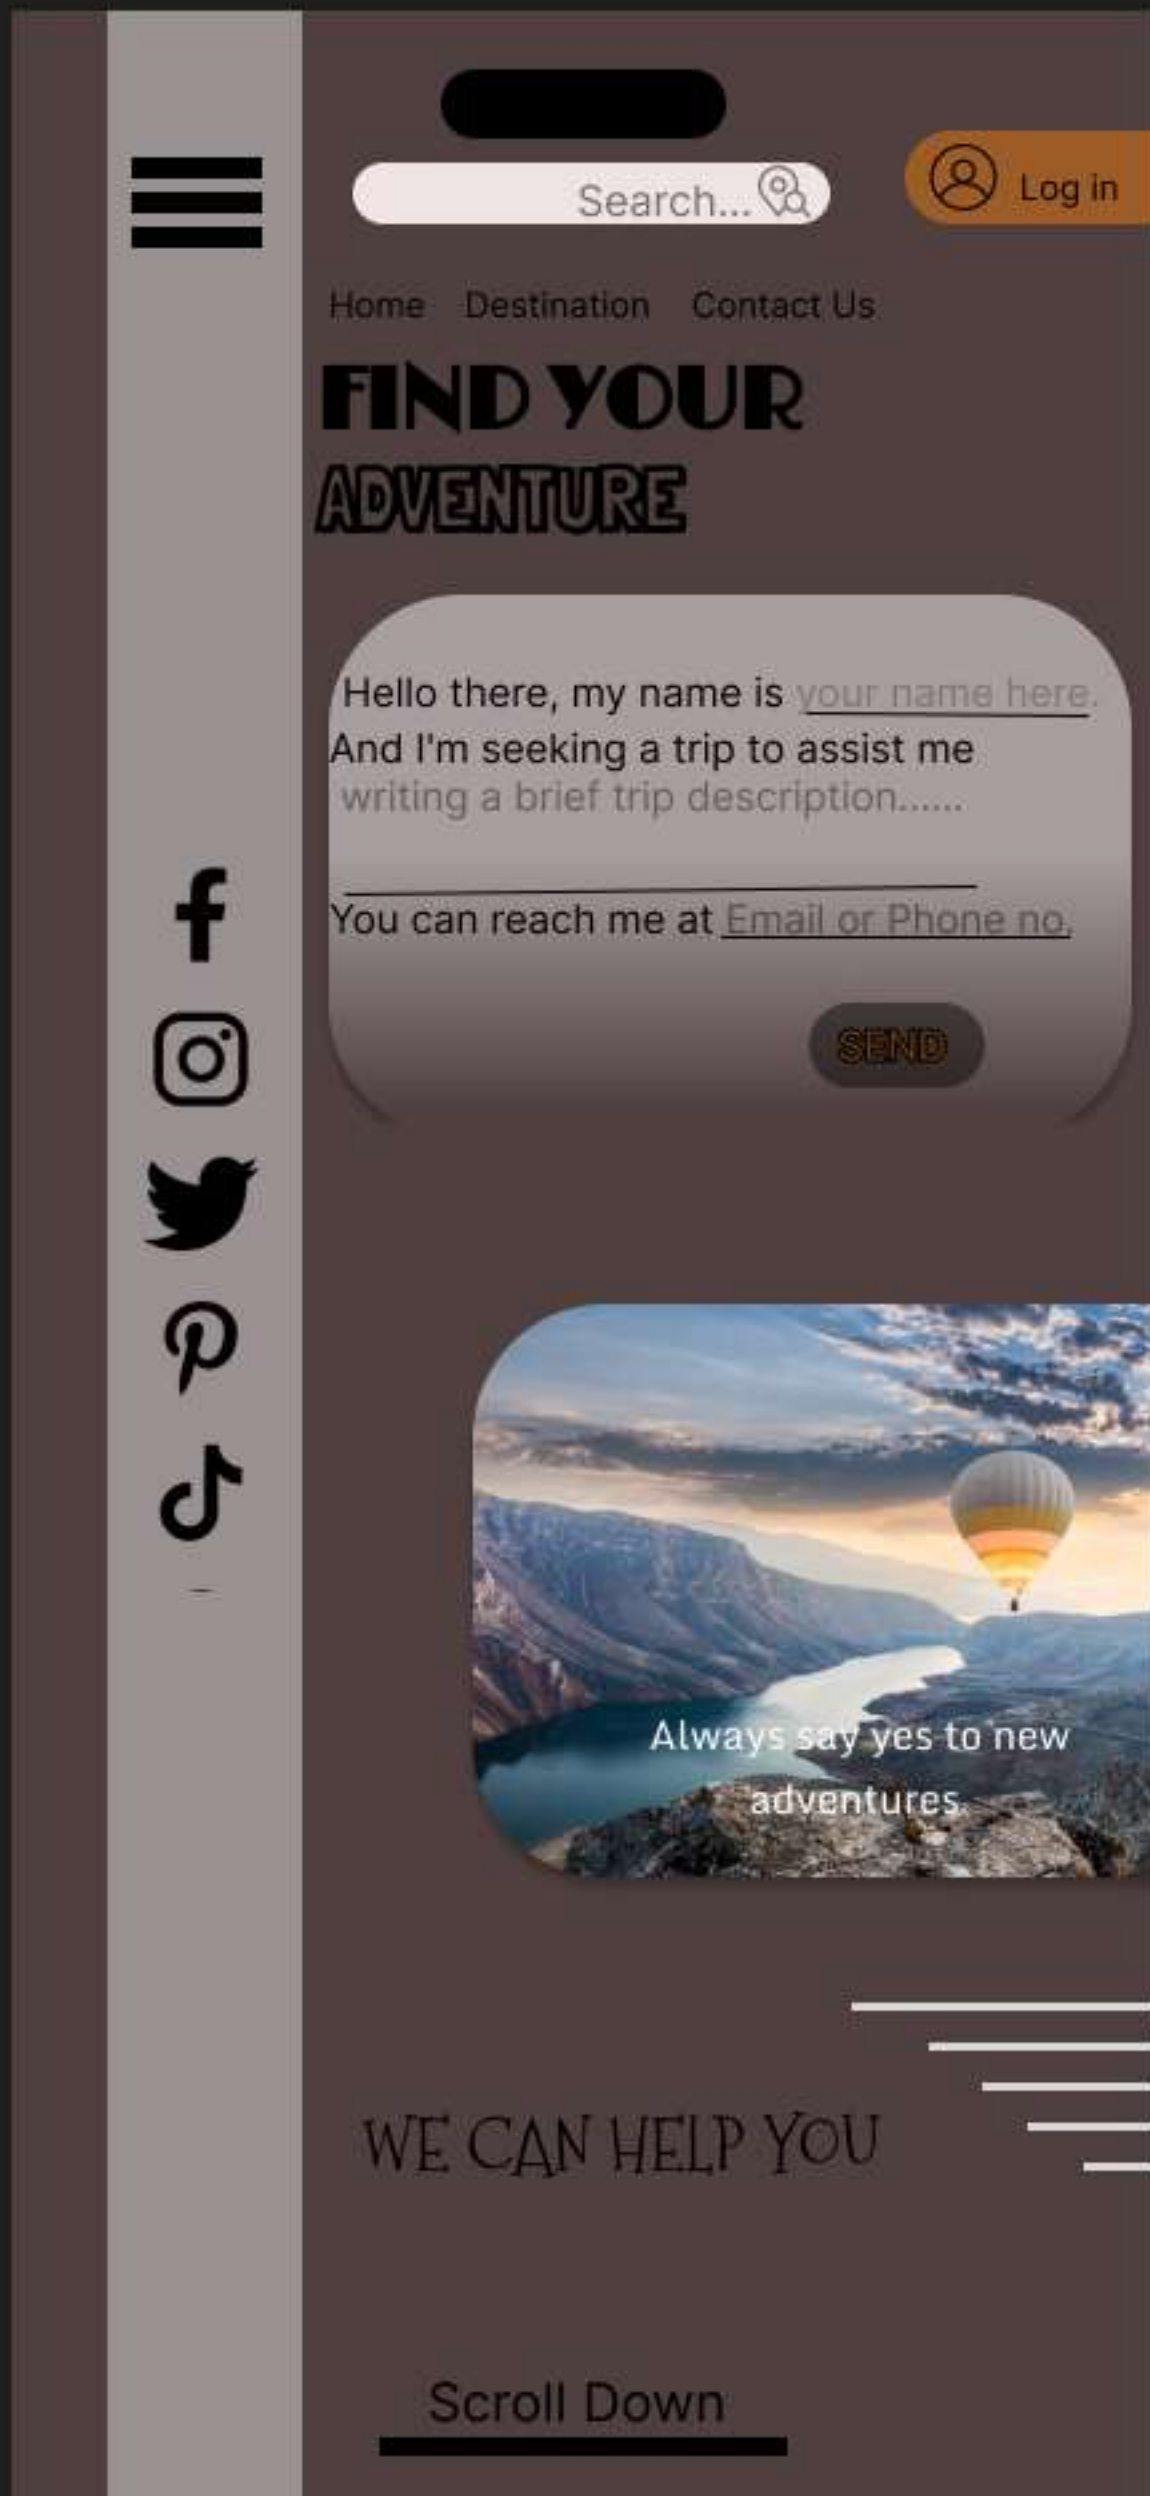 Search...
Log in
Home Destination Contact Us
FIND YOUR
ADVENTURE
Hello there, my name is your name here.
And I'm seeking a trip to assist me
writing a brief trip description......
You can reach me at Email or Phone no,
SEND
Always say yes to new
adventures.
WE CAN HELP YOU
Scroll Down